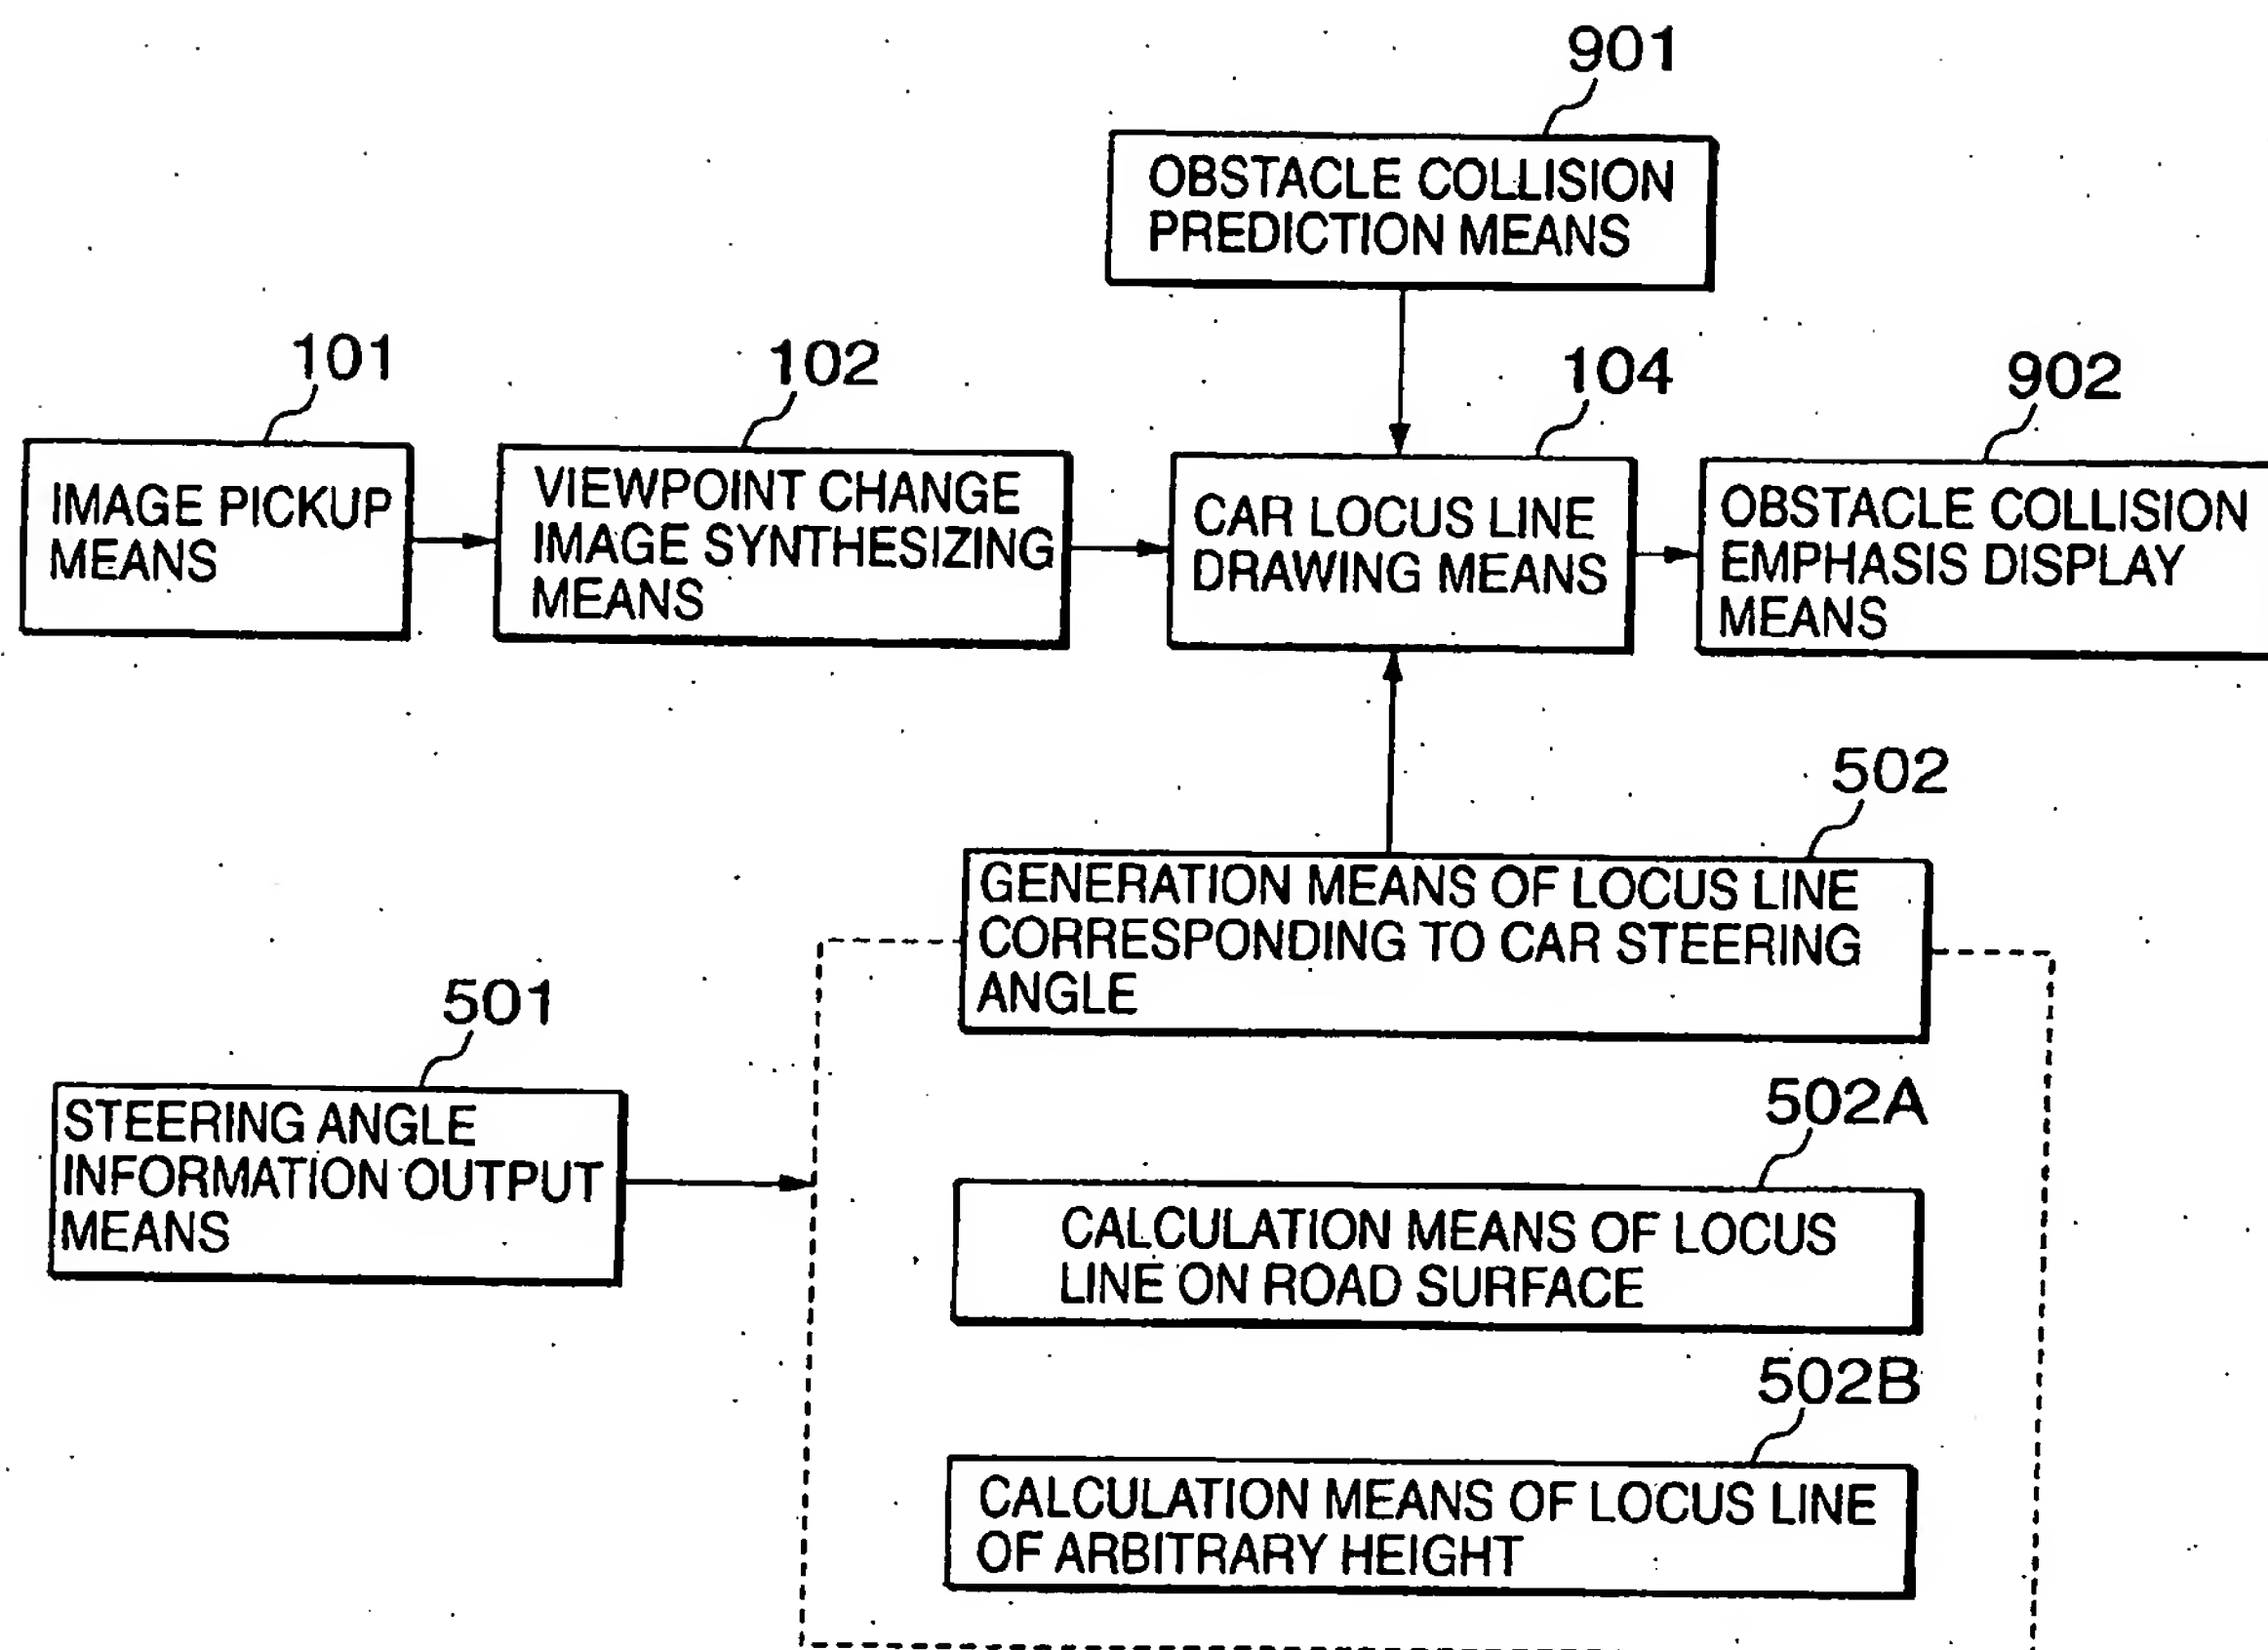 901
OBSTACLE COLLISION
PREDICTION MEANS
101
102
104
902
IMAGE PICKUP
MEANS
VIEWPOINT CHANGE
IMAGE SYNTHESIZING
MEANS
CAR LOCUS LINE
DRAWING MEANS
OBSTACLE COLLISION
EMPHASIS DISPLAY
MEANS
502
GENERATION MEANS OF LOCUS LINE
CORRESPONDING TO CAR STEERING
ANGLE
501
STEERING ANGLE
INFORMATION OUTPUT
MEANS
502A
CALCULATION MEANS OF LOCUS
LINE ON ROAD SURFACE
502B
CALCULATION MEANS OF LOCUS LINE
OF ARBITRARY HEIGHT